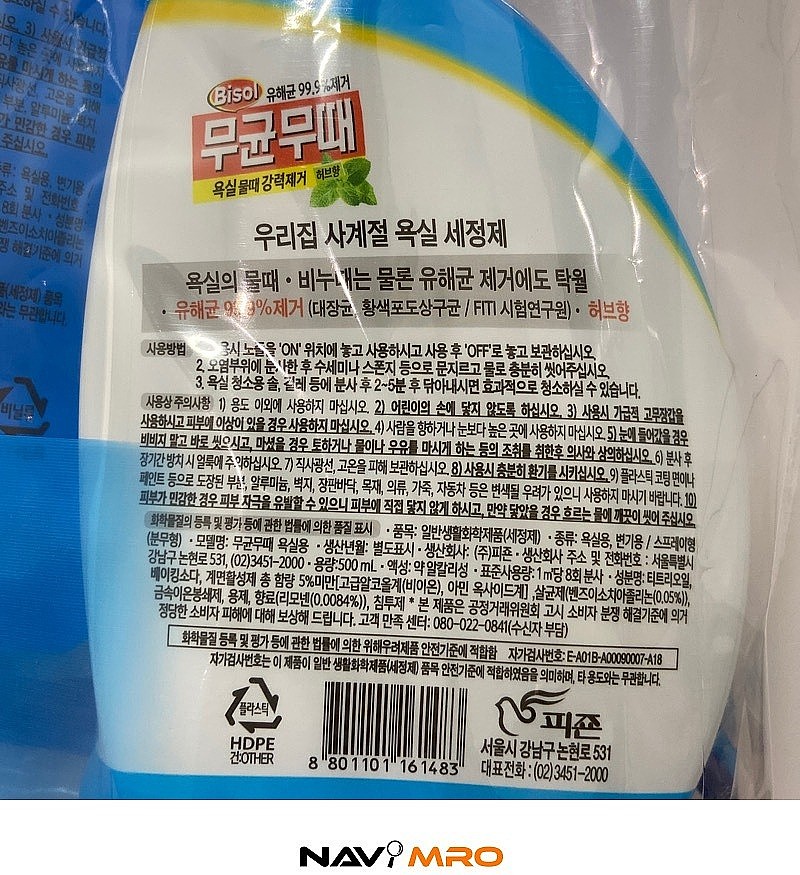 Bisol 유해균 99.9%제거
무균무때
욕실 물때 강력제거 허브향
우리집 사계절 욕실 세정제
욕실의 물때 · 비누때는 물론 유해균 제거에도 탁월
· 유해균 99.9%제거 (대장균, 황색포도상구균 / FITI 시험연구원) · 허브향
사용방법 용시 노즐을 'ON' 위치에 놓고 사용하시고 사용 후 'OFF'로 놓고 보관하십시오.
2. 오염부위에 분사한 후 수세미나 스폰지 등으로 문지르고 물로 충분히 씻어주십시오.
3. 욕실 청소용 솔, 걸레 등에 분사 후 2~5분 후 닦아내시면 효과적으로 청소하실 수 있습니다.
사용상 주의사항 1) 용도 이외에 사용하지 마십시오. 2) 어린이의 손에 닿지 않도록 하십시오. 3) 사용시 가급적 고무장갑을
사용하시고 피부에 이상이 있을 경우 사용하지 마십시오. 4) 사람을 향하거나 눈보다 높은 곳에 사용하지 마십시오. 5) 눈에 들어갔을 경우
비비지 말고 바로 씻으시고, 마셨을 경우 토하거나 물이나 우유를 마시게 하는 등의 조취를 취한후 의사와 상의하십시오. 6) 분사 후
장기간 방치 시 얼룩에 주의하십시오. 7) 직사광선, 고온을 피해 보관하십시오. 8) 사용시 충분히 환기를 시키십시오. 9) 플라스틱 코팅 면이나
페인트 등으로 도장된 부분, 알루미늄, 벽지, 장판바닥, 목재, 의류, 가죽, 자동차 등은 변색될 우려가 있으니 사용하지 마시기 바랍니다. 10)
피부가 민감한 경우 피부 자극을 유발할 수 있으니 피부에 직접 닿지 않게 하시고, 만약 닿았을 경우 흐르는 물에 깨끗이 씻어 주십시오
화학물질의 등록 및 평가 등에 관한 법률에 의한 품질 표시 · 품목: 일반생활화학제품(세정제) · 종류: 욕실용, 변기용 / 스프레이형
(분무형) · 모델명: 무균무때 욕실용 · 생산년월: 별도표시 · 생산회사: (주)피죤 · 생산회사 주소 및 전화번호 : 서울특별시
강남구 논현로 531, (02)3451–2000 · 용량:500 mL · 액성: 약 알칼리성 · 표준사용량: 1㎡당 8회 분사 · 성분명: 티트리오일,
베이킹소다, 계면활성제 총 함량 5%미만[고급알코올계(비이온), 아민 옥사이드계], 살균제(벤즈이소치아졸리논(0.05%)),
금속이온봉쇄제, 용제, 향료(리모넨(0.0084%)), 침투제 * 본 제품은 공정거래위원회 고시 소비자 분쟁 해결기준에 의거
정당한 소비자 피해에 대해 보상해 드립니다. 고객 만족 센터: 080-022-0841(수신자 부담)
화학물질 등록 및 평가 등에 관한 법률에 의한 위해우려제품 안전기준에 적합함 자가검사번호: E-A01B-A00090007-A18
자가검사번호는 이 제품이 일반 생활화학제품(세정제) 품목 안전기준에 적합하였음을 의미하며, 타 용도와는 무관합니다.
플라스틱
HDPE
건:OTHER
8 801101 161483
피죤
서울시 강남구 논현로 531
대표전화 : (02)3451–2000
NAVIMRO